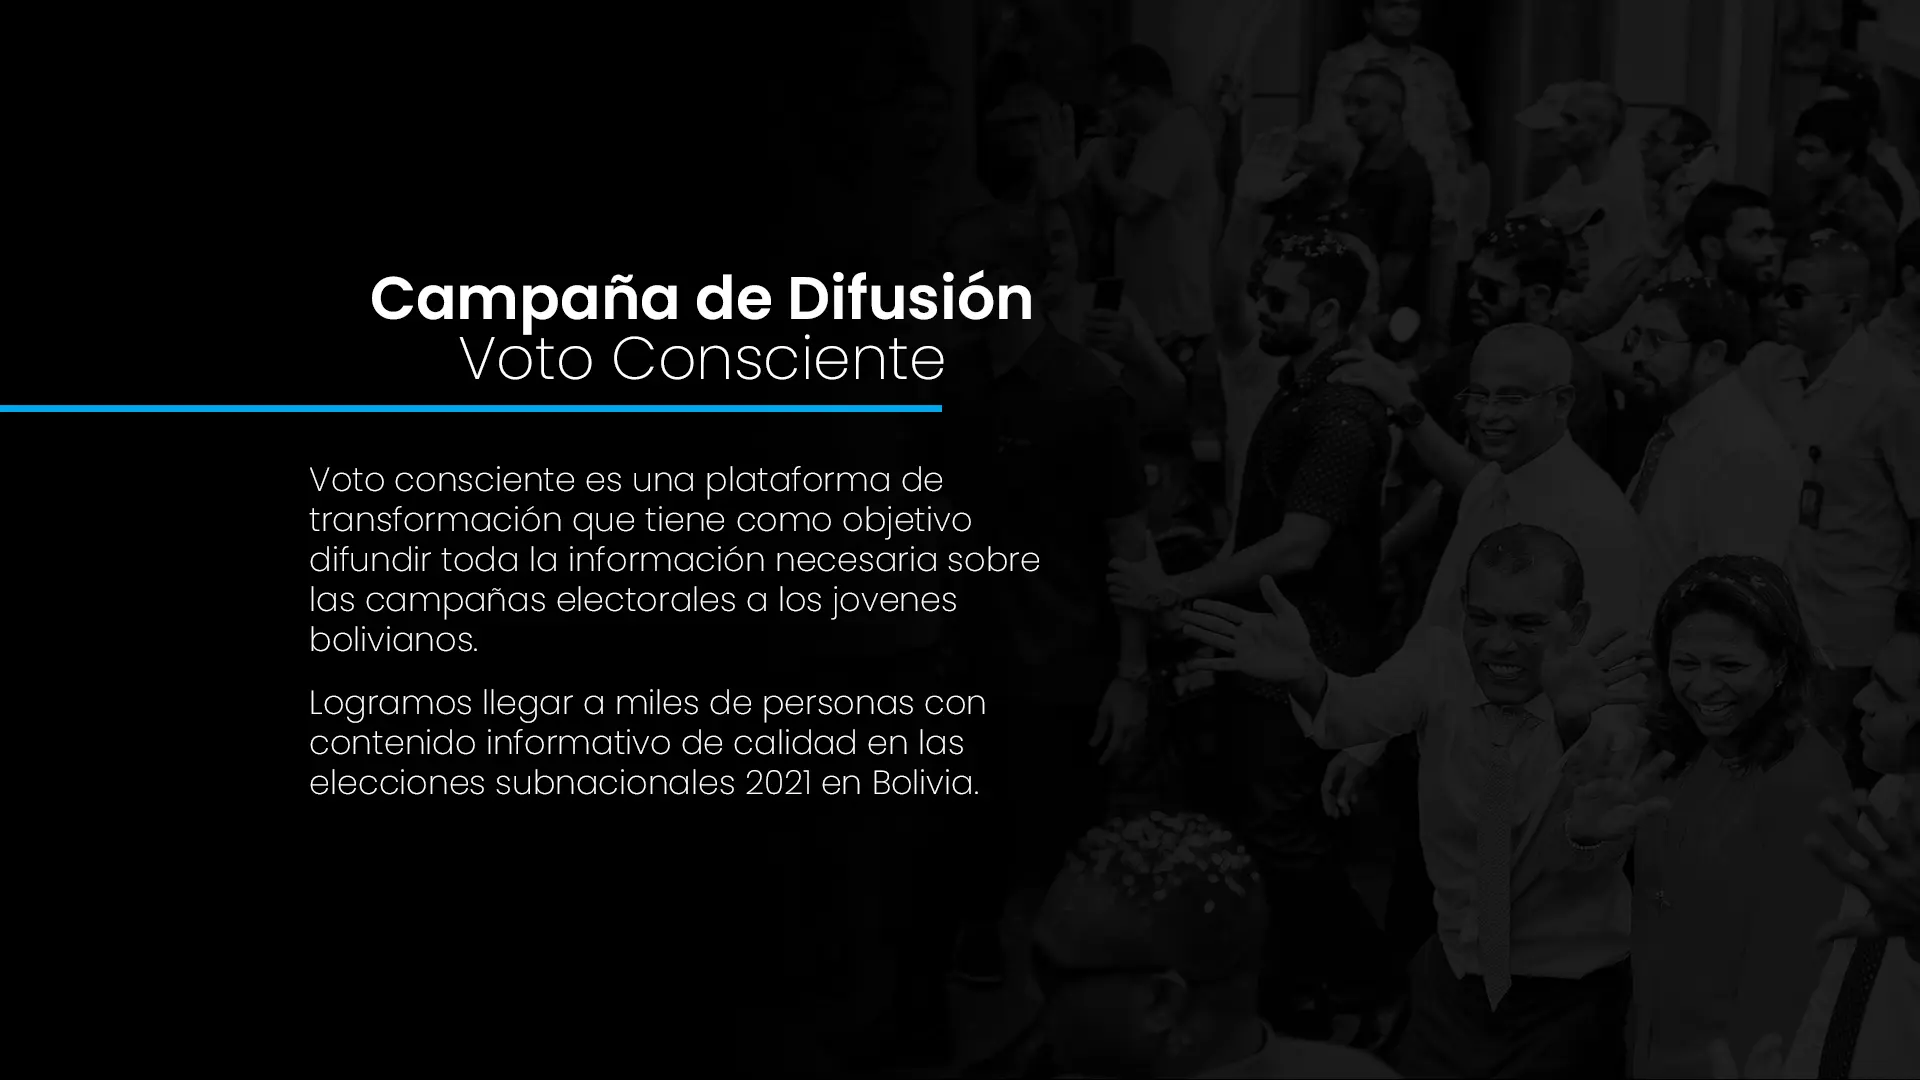 Campaña de Difusión
Voto Consciente
Voto consciente es una plataforma de
transformación que tiene como objetivo
difundir toda la información necesaria sobre
las campañas electorales a los jovenes
bolivianos.
Logramos llegar a miles de personas con
contenido informativo de calidad en las
elecciones subnacionales 2021 en Bolivia.